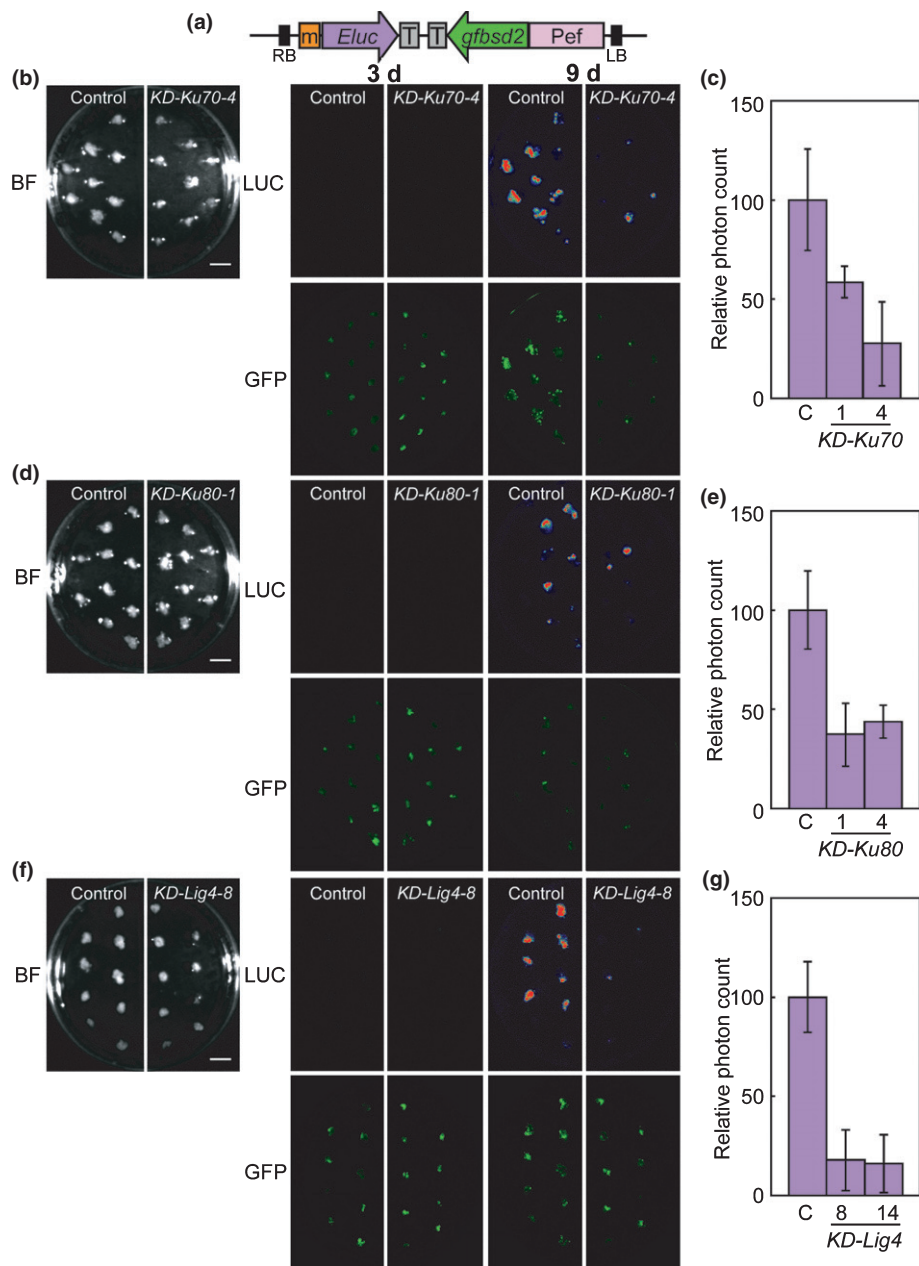 (a)
m Eluc T T gfbsd2 Pef
RB LB
3 d 9 d
(b)
Control KD-Ku70-4 Control KD-Ku70-4 Control KD-Ku70-4
BF LUC
GFP
(c)
Relative photon count
150
100
50
0
C 1 4
KD-Ku70
(d)
Control KD-Ku80-1 Control KD-Ku80-1 Control KD-Ku80-1
BF LUC
GFP
(e)
Relative photon count
150
100
50
0
C 1 4
KD-Ku80
(f)
Control KD-Lig4-8 Control KD-Lig4-8 Control KD-Lig4-8
BF LUC
GFP
(g)
Relative photon count
150
100
50
0
C 8 14
KD-Lig4